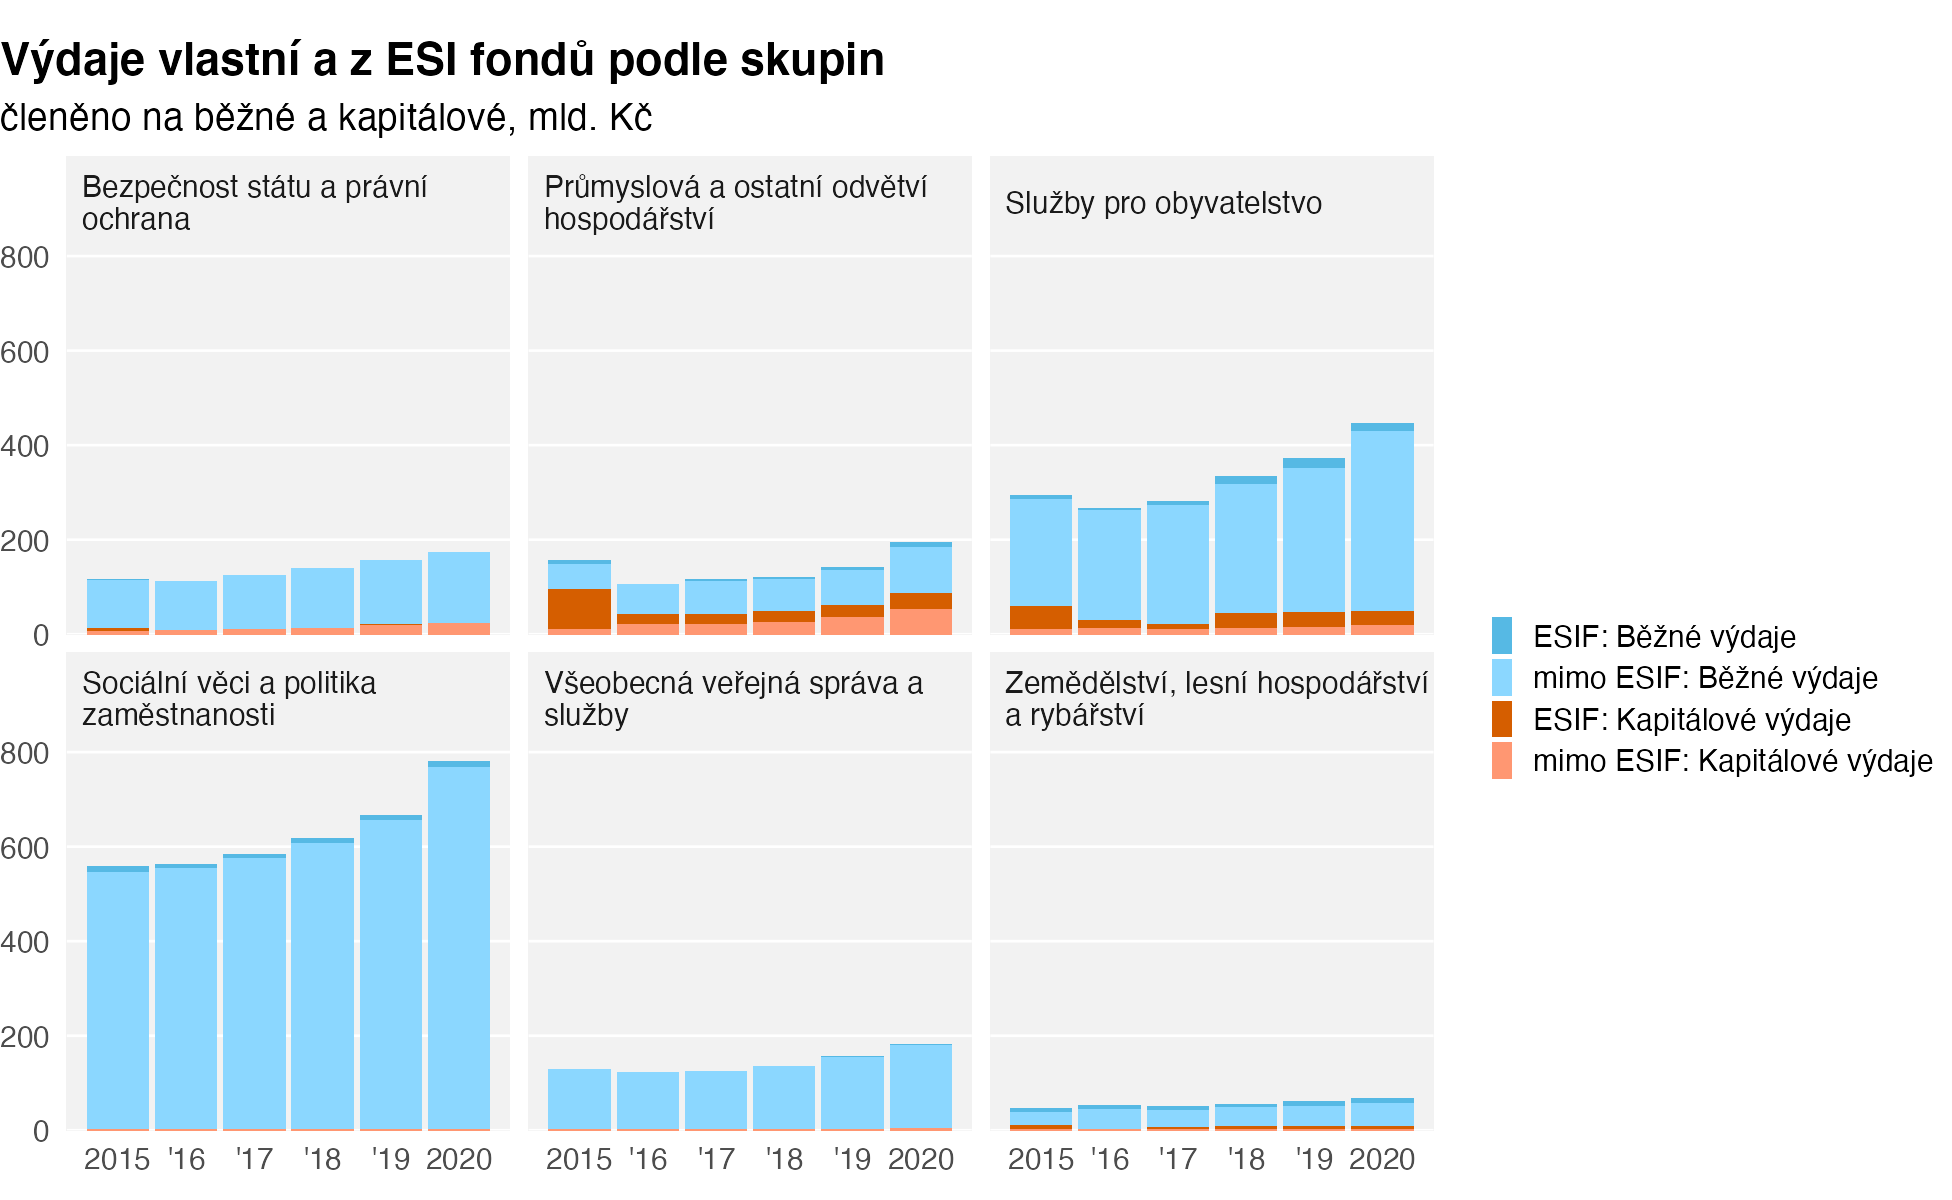 Výdaje vlastní a z ESI fondů podle skupin
členěno na běžné a kapitálové, mld. Kč
Bezpečnost státu a právní
ochrana
Průmyslová a ostatní odvětví
hospodářství
Služby pro obyvatelstvo
800
600
400
200
0
Sociální věci a politika
zaměstnanosti
Všeobecná veřejná správa a
služby
Zemědělství, lesní hospodářství
a rybářství
800
600
400
200
0
2015 '16 '17 '18 '19 2020
2015 '16 '17 '18 '19 2020
2015 '16 '17 '18 '19 2020
ESIF: Běžné výdaje
mimo ESIF: Běžné výdaje
ESIF: Kapitálové výdaje
mimo ESIF: Kapitálové výdaje